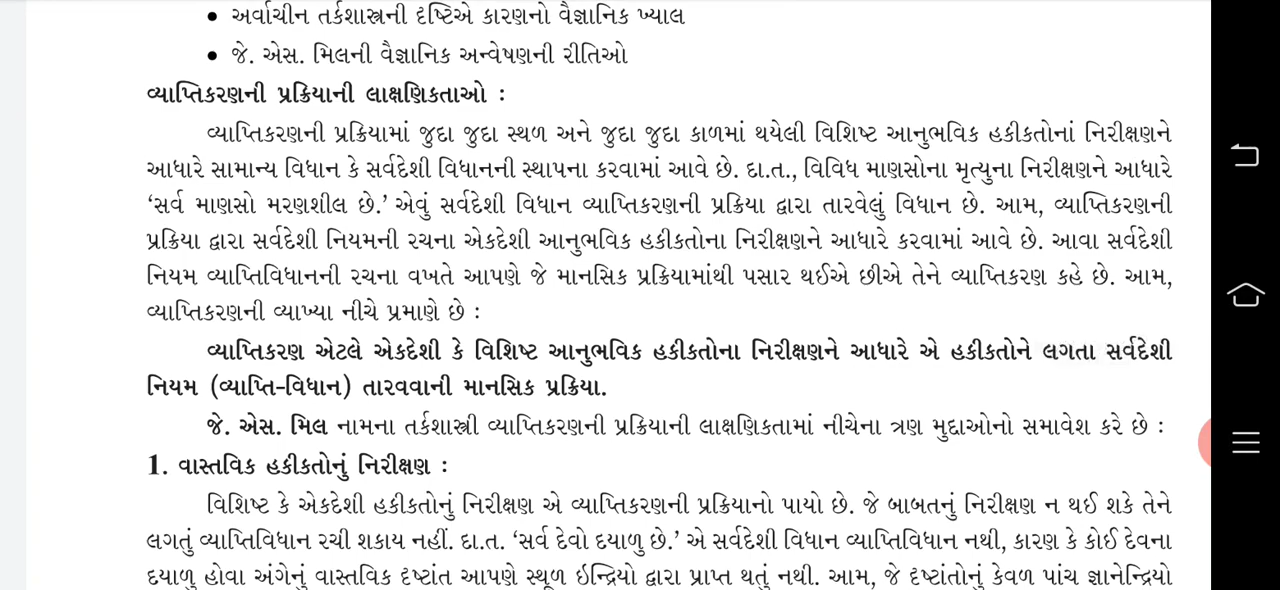 • અર્વાચીન તર્કશાસ્ત્રની દૃષ્ટિએ કારણનો વૈજ્ઞાનિક ખ્યાલ
• જે. એસ. મિલની વૈજ્ઞાનિક અન્વેષણની રીતિઓ
વ્યાપ્તિકરણની પ્રક્રિયાની લાક્ષણિકતાઓ :
વ્યાપ્તિકરણની પ્રક્રિયામાં જુદા જુદા સ્થળ અને જુદા જુદા કાળમાં થયેલી વિશિષ્ટ આનુભવિક હકીકતોનાં નિરીક્ષણને
આધારે સામાન્ય વિધાન કે સર્વદેશી વિધાનની સ્થાપના કરવામાં આવે છે. દા.ત., વિવિધ માણસોના મૃત્યુના નિરીક્ષણને આધારે
‘સર્વ માણસો મરણશીલ છે.’ એવું સર્વદેશી વિધાન વ્યાપ્તિકરણની પ્રક્રિયા દ્વારા તારવેલું વિધાન છે. આમ, વ્યાપ્તિકરણની
પ્રક્રિયા દ્વારા સર્વદેશી નિયમની રચના એકદેશી આનુભવિક હકીકતોના નિરીક્ષણને આધારે કરવામાં આવે છે. આવા સર્વદેશી
નિયમ વ્યાપ્તિવિધાનની રચના વખતે આપણે જે માનસિક પ્રક્રિયામાંથી પસાર થઈએ છીએ તેને વ્યાપ્તિકરણ કહે છે. આમ,
વ્યાપ્તિકરણની વ્યાખ્યા નીચે પ્રમાણે છે :
વ્યાપ્તિકરણ એટલે એકદેશી કે વિશિષ્ટ આનુભવિક હકીકતોના નિરીક્ષણને આધારે એ હકીકતોને લગતા સર્વદેશી
નિયમ (વ્યાપ્તિ-વિધાન) તારવવાની માનસિક પ્રક્રિયા.
જે. એસ. મિલ નામના તર્કશાસ્ત્રી વ્યાપ્તિકરણની પ્રક્રિયાની લાક્ષણિકતામાં નીચેના ત્રણ મુદ્દાઓનો સમાવેશ કરે છે :
1. વાસ્તવિક હકીકતોનું નિરીક્ષણ :
વિશિષ્ટ કે એકદેશી હકીકતોનું નિરીક્ષણ એ વ્યાપ્તિકરણની પ્રક્રિયાનો પાયો છે. જે બાબતનું નિરીક્ષણ ન થઈ શકે તેને
લગતું વ્યાપ્તિવિધાન રચી શકાય નહીં. દા.ત. ‘સર્વ દેવો દયાળુ છે.’ એ સર્વદેશી વિધાન વ્યાપ્તિવિધાન નથી, કારણ કે કોઈ દેવના
દયાળુ હોવા અંગેનું વાસ્તવિક દૃષ્ટાંત આપણે સ્થૂળ ઇન્દ્રિયો દ્વારા પ્રાપ્ત થતું નથી. આમ, જે દૃષ્ટાંતોનું કેવળ પાંચ જ્ઞાનેન્દ્રિયો